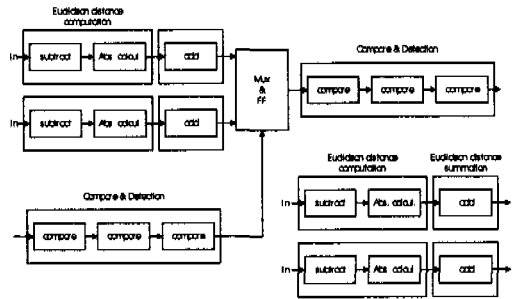 Euclidean distance
computation
In
subtract
Abs. calcul
add
In
subtract
Abs. calcul
add
Mux
&
FF
Compare & Detection
compare
compare
compare
Compare & Detection
compare
compare
compare
Euclidean distance
computation
Euclidean distance
summation
In
subtract
Abs. calcul.
add
In
subtract
Abs. calcul
add